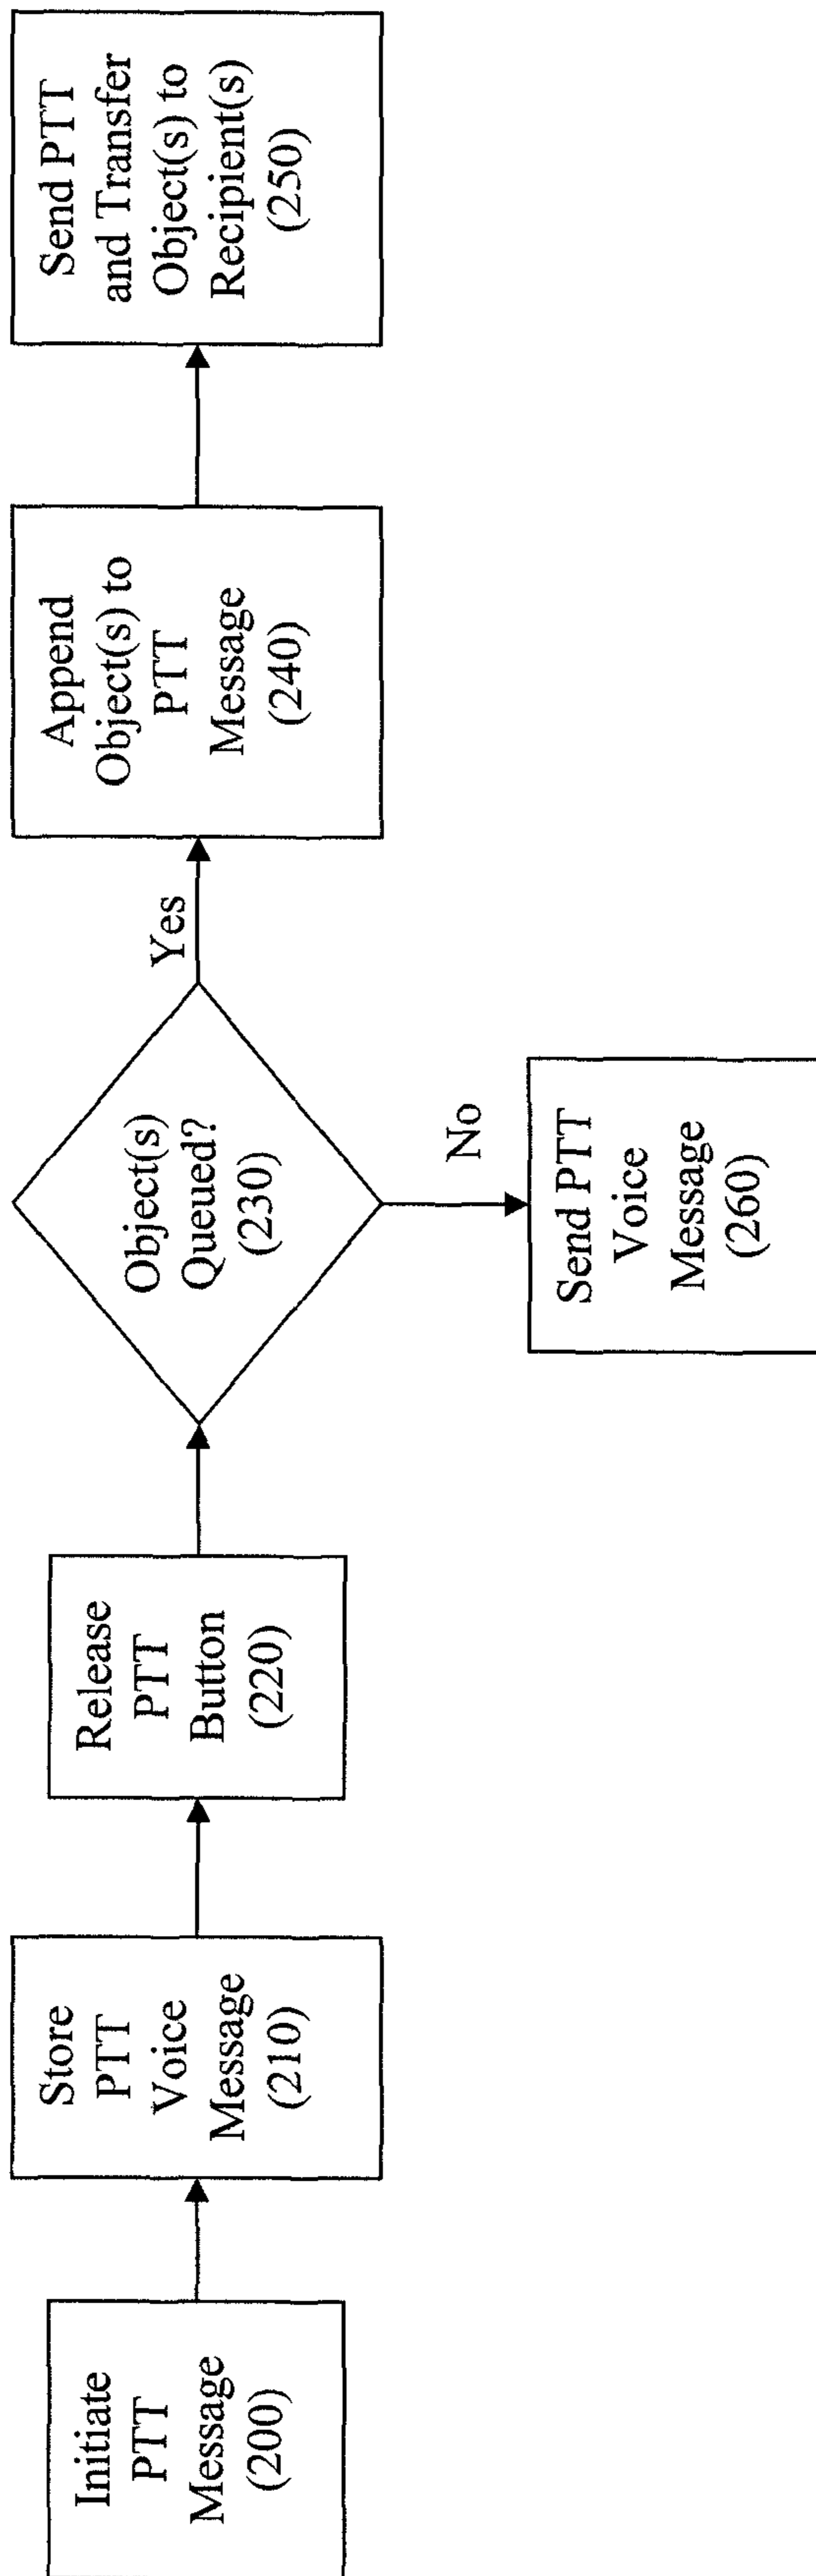 Initiate
PTT
Message
(200)
Store
PTT
Voice
Message
(210)
Release
PTT
Button
(220)
Object(s)
Queued?
(230)
Yes
Append
Object(s) to
PTT
Message
(240)
Send PTT
and Transfer
Object(s) to
Recipient(s)
(250)
No
Send PTT
Voice
Message
(260)